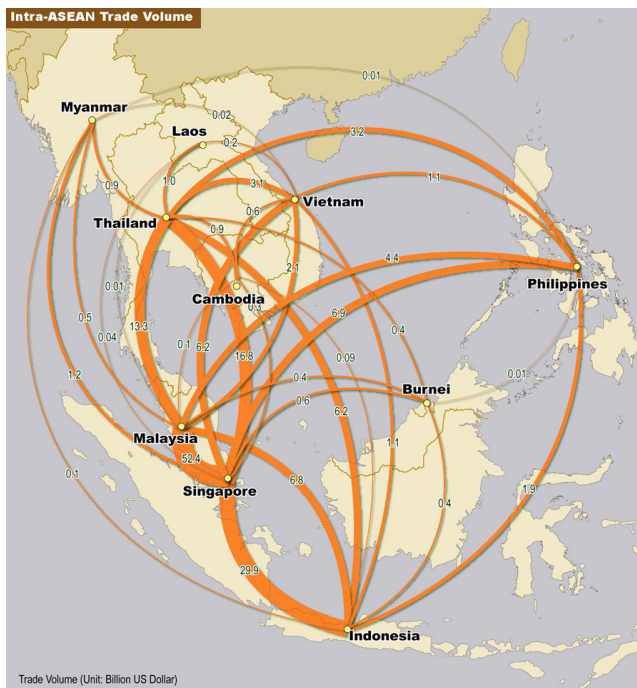 Intra-ASEAN Trade Volume
0.01
Myanmar
0.02
Laos
3.2
0.2
0.9
1.0
3.1
1.1
Vietnam
0.6
Thailand
0.9
4.4
2.1
0.01
Philippines
Cambodia
0.3
0.5
6.9
13.3
0.04
0.4
0.1
6.2
16.8
0.09
1.2
0.4
0.01
Burnei
0.6
6.2
Malaysia
1.1
52.4
0.1
6.8
1.9
Singapore
0.4
29.9
Indonesia
Trade Volume (Unit: Billion US Dollar)